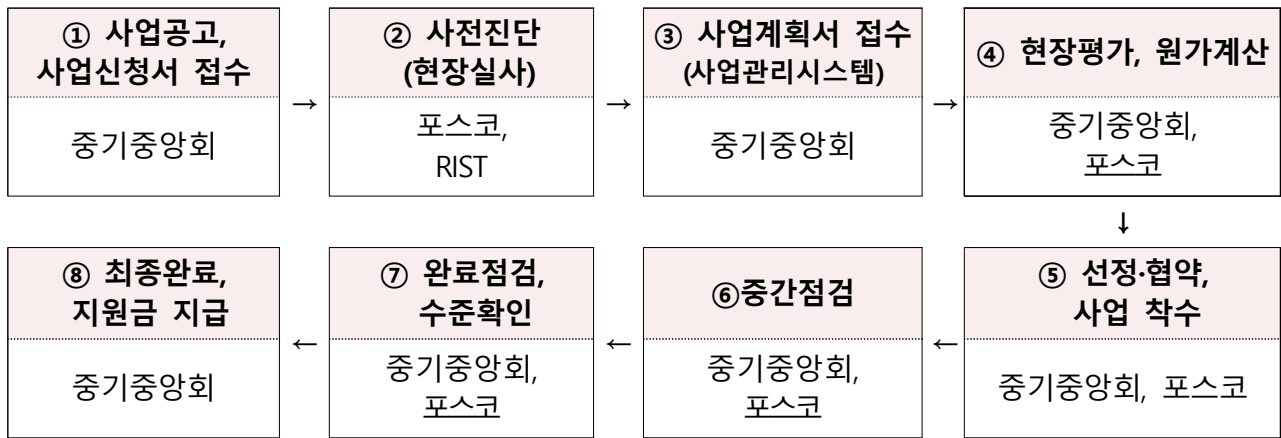 ① 사업공고,
사업신청서 접수
중기중앙회
→
② 사전진단
(현장실사)
포스코,
RIST
→
③ 사업계획서 접수
(사업관리시스템)
중기중앙회
→
④ 현장평가, 원가계산
중기중앙회,
포스코
↓
⑤ 선정·협약,
사업 착수
중기중앙회, 포스코
←
⑥중간점검
중기중앙회,
포스코
←
⑦ 완료점검,
수준확인
중기중앙회,
포스코
←
⑧ 최종완료,
지원금 지급
중기중앙회